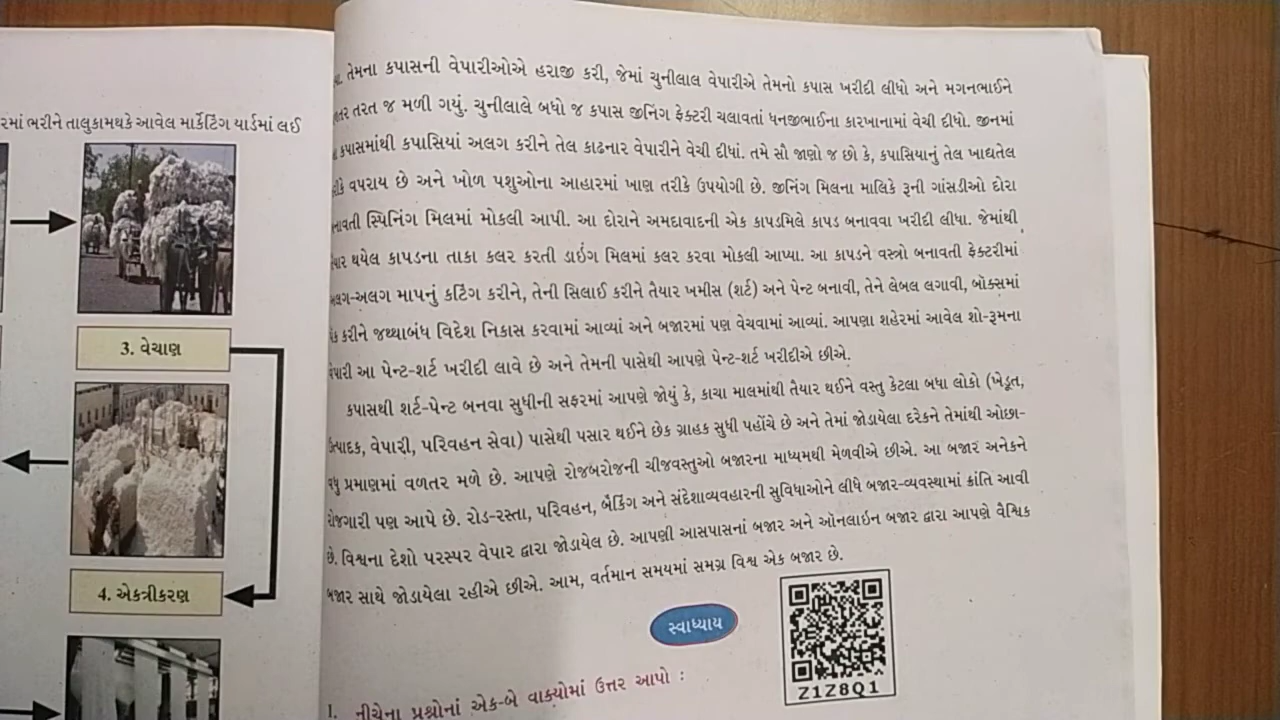 રમાં ભરીને તાલુકામથકે આવેલ માર્કેટિંગ યાર્ડમાં લઈ
3. વેચાણ
4. એકત્રીકરણ
તેમના કપાસની વેપારીઓએ હરાજી કરી, જેમાં ચુનીલાલ વેપારીએ તેમનો કપાસ ખરીદી લીધો અને મગનભાઈને
તરત જ મળી ગયું. ચુનીલાલે બધો જ કપાસ જીનિંગ ફેક્ટરી ચલાવતાં ધનજીભાઈના કારખાનામાં વેચી દીધો. જીનમાં
કપાસમાંથી કપાસિયાં અલગ કરીને તેલ કાઢનાર વેપારીને વેચી દીધાં. તમે સૌ જાણો જ છો કે, કપાસિયાનું તેલ ખાદ્યતેલ
વપરાય છે અને ખોળ પશુઓના આહારમાં ખાણ તરીકે ઉપયોગી છે. જીનિંગ મિલના માલિકે રૂની ગાંસડીઓ દોરા
સ્પિનિંગ મિલમાં મોકલી આપી. આ દોરાને અમદાવાદની એક કાપડમિલે કાપડ બનાવવા ખરીદી લીધા. જેમાંથી
થયેલ કાપડના તાકા કલર કરતી ડાઇંગ મિલમાં કલર કરવા મોકલી આપ્યા. આ કાપડને વસ્ત્રો બનાવતી ફેક્ટરીમાં
અલગ-અલગ માપનું કટિંગ કરીને, તેની સિલાઈ કરીને તૈયાર ખમીસ (શર્ટ) અને પેન્ટ બનાવી, તેને લેબલ લગાવી, બૉક્સમાં
કરીને જથ્થાબંધ વિદેશ નિકાસ કરવામાં આવ્યાં અને બજારમાં પણ વેચવામાં આવ્યાં. આપણા શહેરમાં આવેલ શો-રૂમના
વેપારી આ પેન્ટ-શર્ટ ખરીદી લાવે છે અને તેમની પાસેથી આપણે પેન્ટ-શર્ટ ખરીદીએ છીએ.
કપાસથી શર્ટ-પેન્ટ બનવા સુધીની સફરમાં આપણે જોયું કે, કાચા માલમાંથી તૈયાર થઈને વસ્તુ કેટલા બધા લોકો (ખેડૂત,
ઉત્પાદક, વેપારી, પરિવહન સેવા) પાસેથી પસાર થઈને છેક ગ્રાહક સુધી પહોંચે છે અને તેમાં જોડાયેલા દરેકને તેમાંથી ઓછા-
વધુ પ્રમાણમાં વળતર મળે છે. આપણે રોજબરોજની ચીજવસ્તુઓ બજારના માધ્યમથી મેળવીએ છીએ. આ બજાર અનેકને
રોજગારી પણ આપે છે. રોડ-રસ્તા, પરિવહન, બૅંકિંગ અને સંદેશાવ્યવહારની સુવિધાઓને લીધે બજાર-વ્યવસ્થામાં ક્રાંતિ આવી
છે. વિશ્વના દેશો પરસ્પર વેપાર દ્વારા જોડાયેલ છે. આપણી આસપાસનાં બજાર અને ઑનલાઇન બજાર દ્વારા આપણે વૈશ્વિક
બજાર સાથે જોડાયેલા રહીએ છીએ. આમ, વર્તમાન સમયમાં સમગ્ર વિશ્વ એક બજાર છે.
સ્વાધ્યાય
Z1Z8Q1
1. નીચેના પ્રશ્નોનાં એક-બે વાક્યોમાં ઉત્તર આપો :